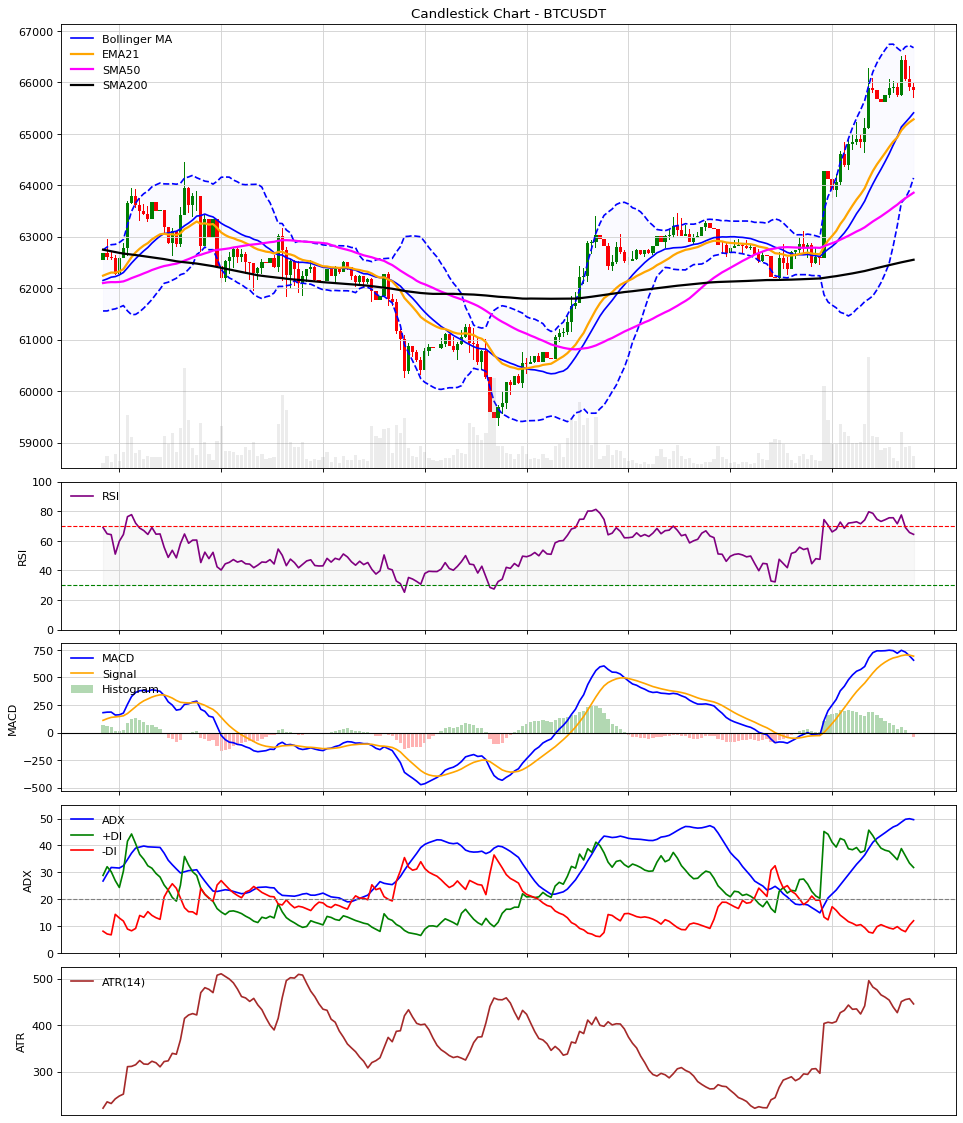 Candlestick Chart - BTCUSDT
67000
66000
65000
64000
63000
62000
61000
60000
59000
Bollinger MA
EMA21
SMA50
SMA200
100
80
60
40
20
0
RSI
RSI
750
500
250
0
−250
−500
MACD
MACD
Signal
Histogram
50
40
30
20
10
0
ADX
ADX
+DI
-DI
500
400
300
ATR
ATR(14)